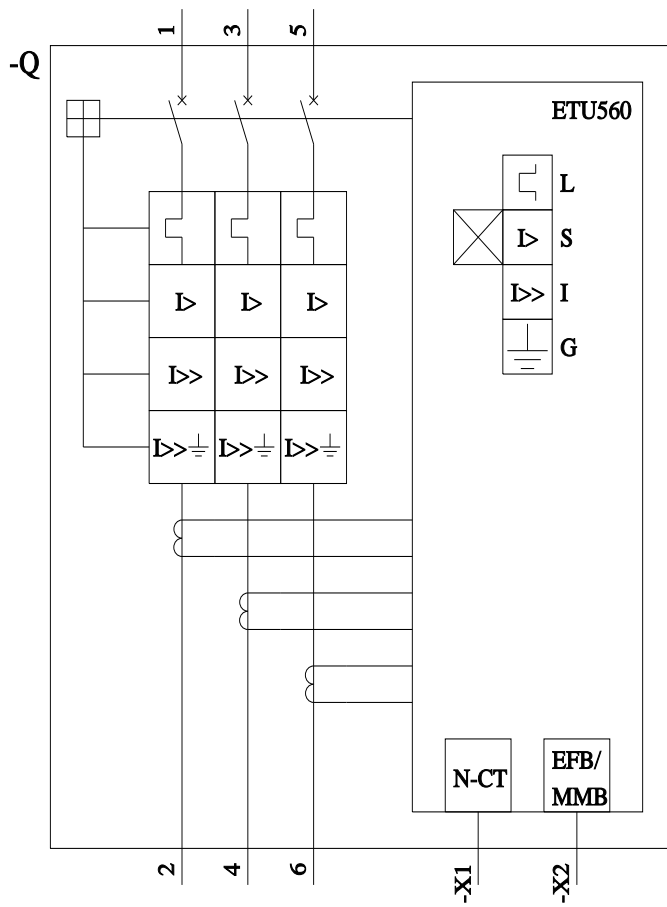 1 3 5
-Q
ETU560
L
I> S
I>> I
G
I> I> I>
I>> I>> I>>
I>> I>> I>>
N-CT
EFB/
MMB
2 4 6 -X1 -X2